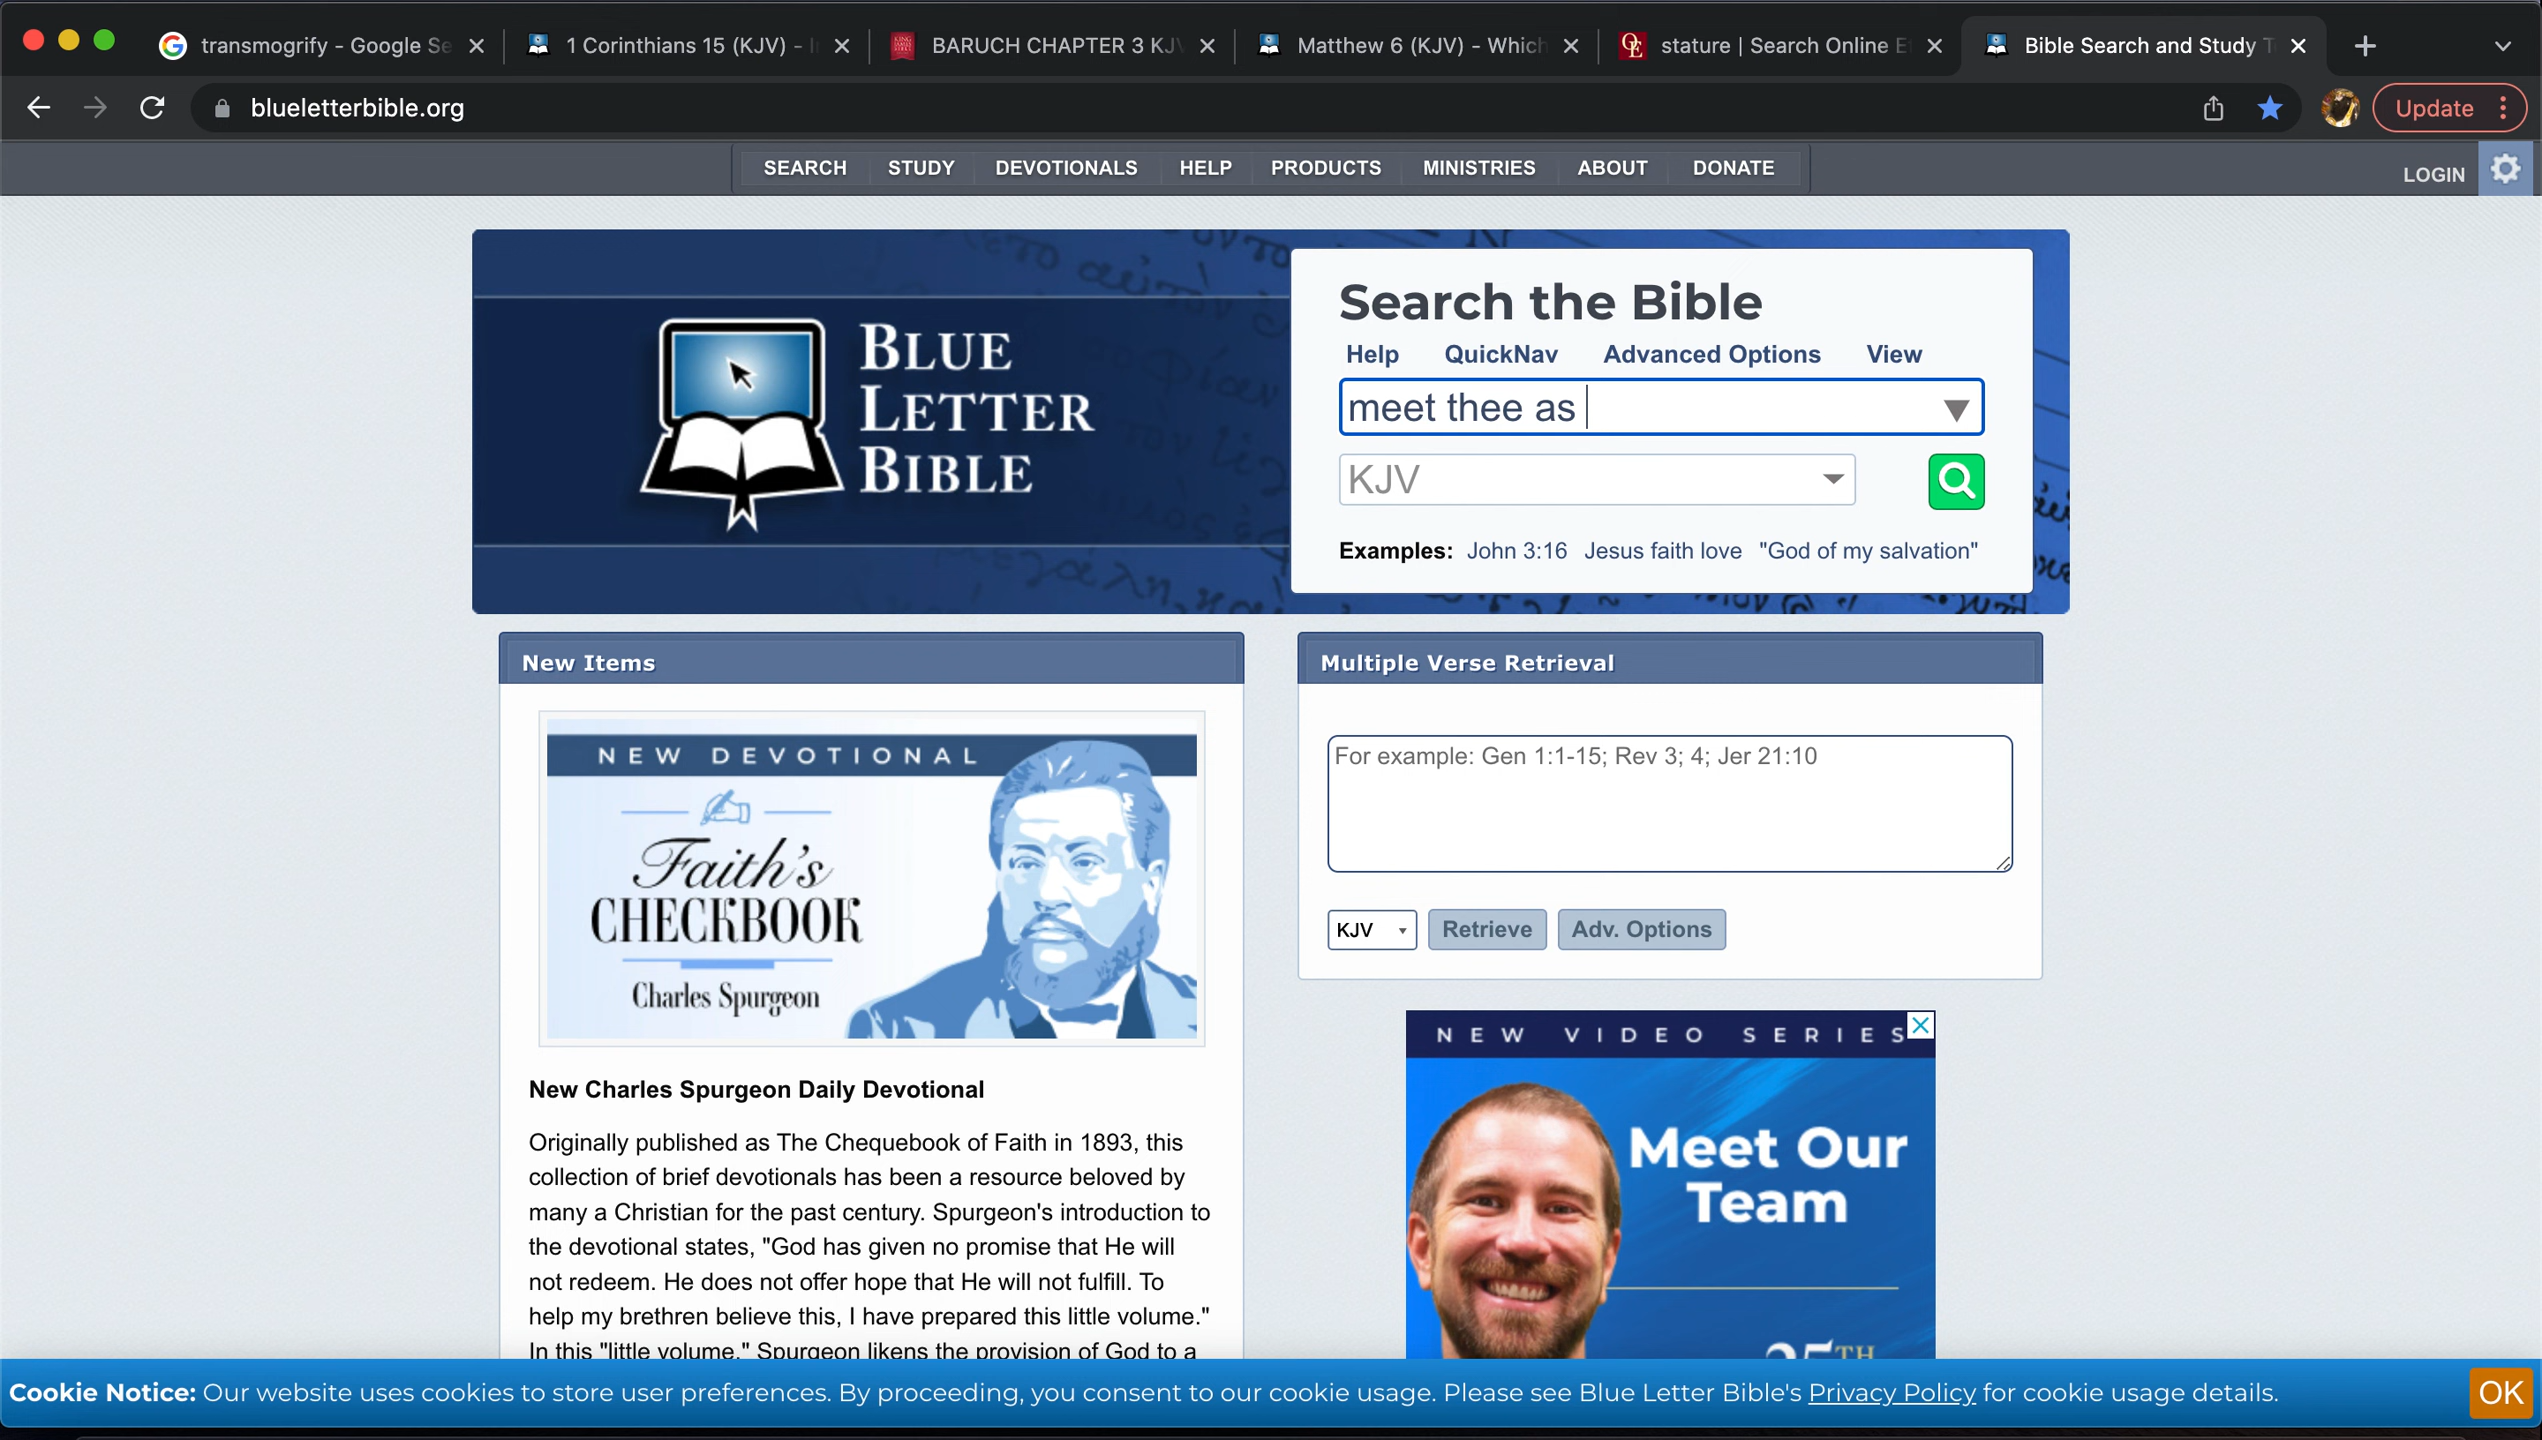 transmogrify - Google Se
1 Corinthians 15 (KJV) -
BARUCH CHAPTER 3 KJV
Matthew 6 (KJV) - Which
OE
stature | Search Online E
Bible Search and Study T
blueletterbible.org
Update
SEARCH STUDY DEVOTIONALS HELP PRODUCTS MINISTRIES ABOUT DONATE
LOGIN
BLUE
LETTER
BIBLE
Search the Bible
Help QuickNav Advanced Options View
meet thee as
KJV
Examples: John 3:16 Jesus faith love "God of my salvation"
New Items
NEW DEVOTIONAL
Faith's
CHECKBOOK
Charles Spurgeon
New Charles Spurgeon Daily Devotional
Originally published as The Chequebook of Faith in 1893, this
collection of brief devotionals has been a resource beloved by
many a Christian for the past century. Spurgeon's introduction to
the devotional states, "God has given no promise that He will
not redeem. He does not offer hope that He will not fulfill. To
help my brethren believe this, I have prepared this little volume."
In this "little volume," Spurgeon likens the provision of God to a
Multiple Verse Retrieval
For example: Gen 1:1-15; Rev 3; 4; Jer 21:10
KJV Retrieve Adv. Options
NEW VIDEO SERIES
Meet Our
Team
25TH
Cookie Notice: Our website uses cookies to store user preferences. By proceeding, you consent to our cookie usage. Please see Blue Letter Bible's Privacy Policy for cookie usage details.
OK